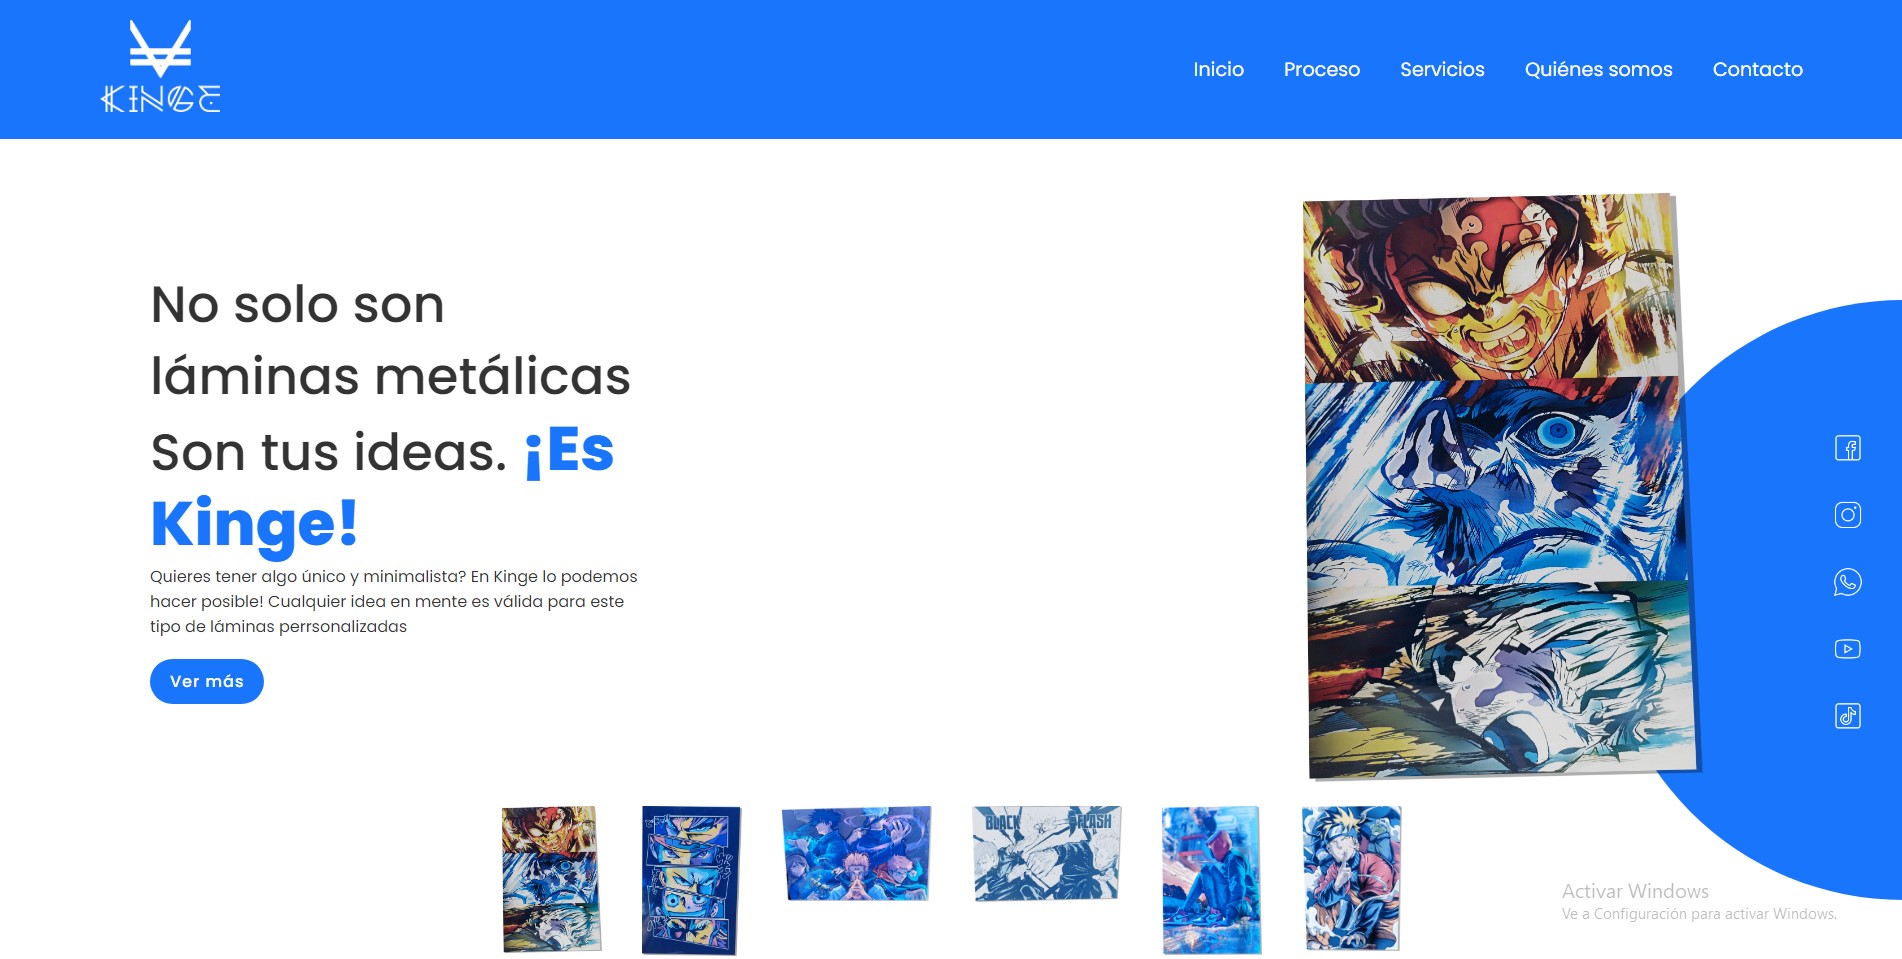 KINGE
Inicio
Proceso
Servicios
Quiénes somos
Contacto
No solo son
láminas metálicas
Son tus ideas. ¡Es
Kinge!
Quieres tener algo único y minimalista? En Kinge lo podemos
hacer posible! Cualquier idea en mente es válida para este
tipo de láminas perrsonalizadas
Ver más
BLACK FLASH
Activar Windows
Ve a Configuración para activar Windows.